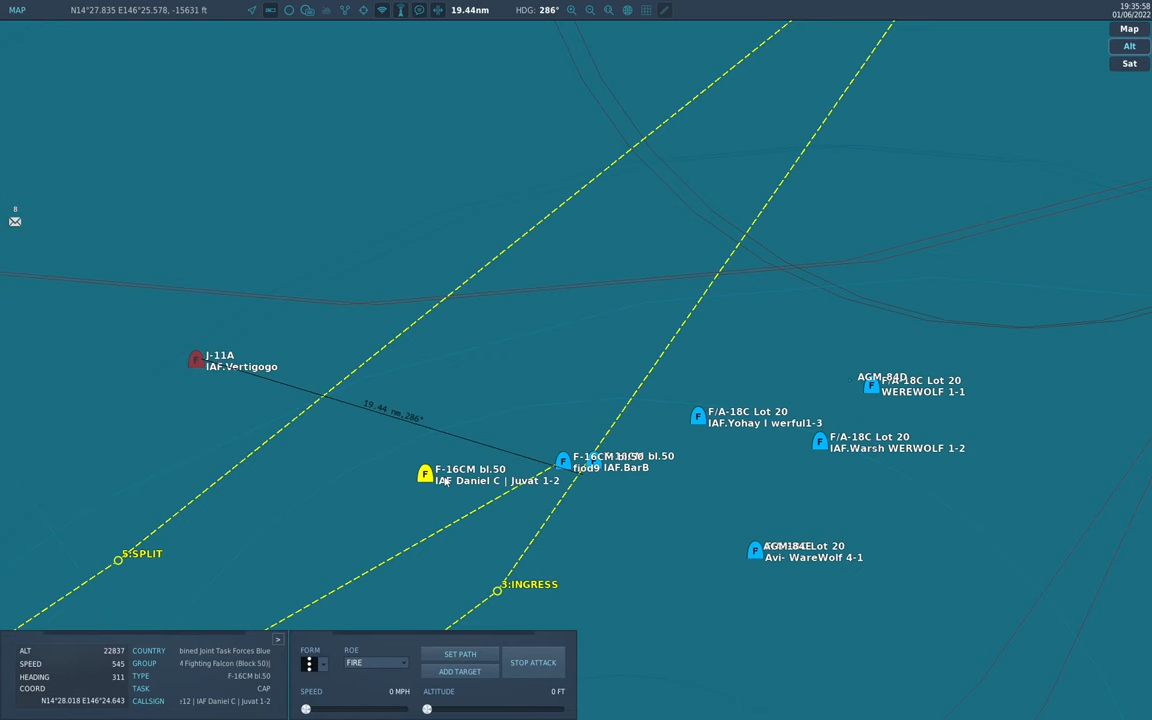 MAP N14°27.835 E146°25.578, -15631 ft 19.44nm HDG: 286° 19:35:58
01/06/2022
Map
Alt
Sat
8
J-11A
IAF.Vertigogo
19.44 nm,286°
AGM-84D
F/A-18C Lot 20
WEREWOLF 1-1
F/A-18C Lot 20
IAF.Yohay I werful1-3
F/A-18C Lot 20
IAF.Warsh WERWOLF 1-2
bl.50
IAF.BarB
F-16CM bl.50
IAF Daniel C | Juvat 1-2
Lot 20
Avi- WareWolf 4-1
5:SPLIT
3:INGRESS
>
ALT 22837 COUNTRY bined Joint Task Forces Blue
SPEED 545 GROUP Fighting Falcon (Block 50)|
HEADING 311 TYPE F-16CM bl.50
COORD TASK CAP
N14°28.018 E146°24.643 CALLSIGN e12 | IAF Daniel C | Juvat 1-2
FORM ROE SET PATH STOP ATTACK
FIRE ADD TARGET
SPEED 0 MPH ALTITUDE 0 FT